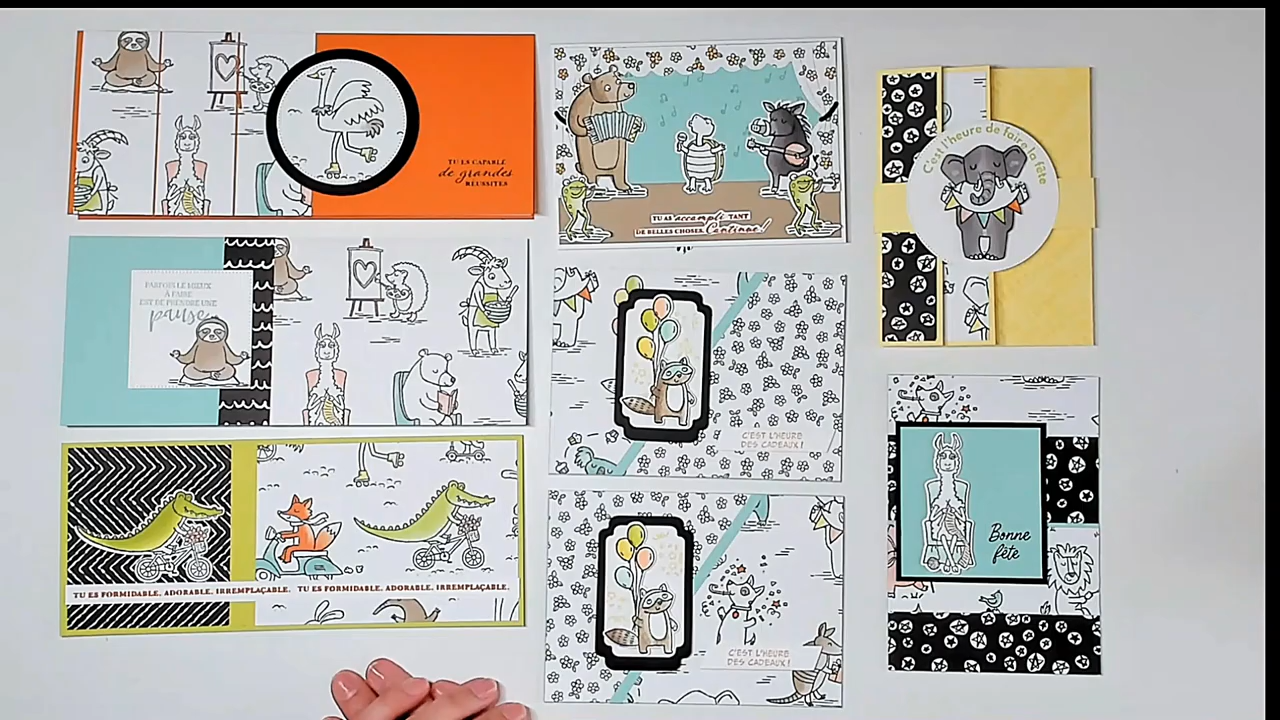 TU ES CAPABLE
de grandes
RÉUSSITES
PARFOIS LE MIEUX
À FAIRE
EST DE PRENDRE UNE
pause
TU ES FORMIDABLE, ADORABLE, IRREMPLAÇABLE. TU ES FORMIDABLE, ADORABLE, IRREMPLAÇABLE.
TU AS accompli TANT
DE BELLES CHOSES. Continue!
C'EST L'HEURE
DES CADEAUX!
C'EST L'HEURE
DES CADEAUX!
C'est l'heure de faire la fête
Bonne
fête